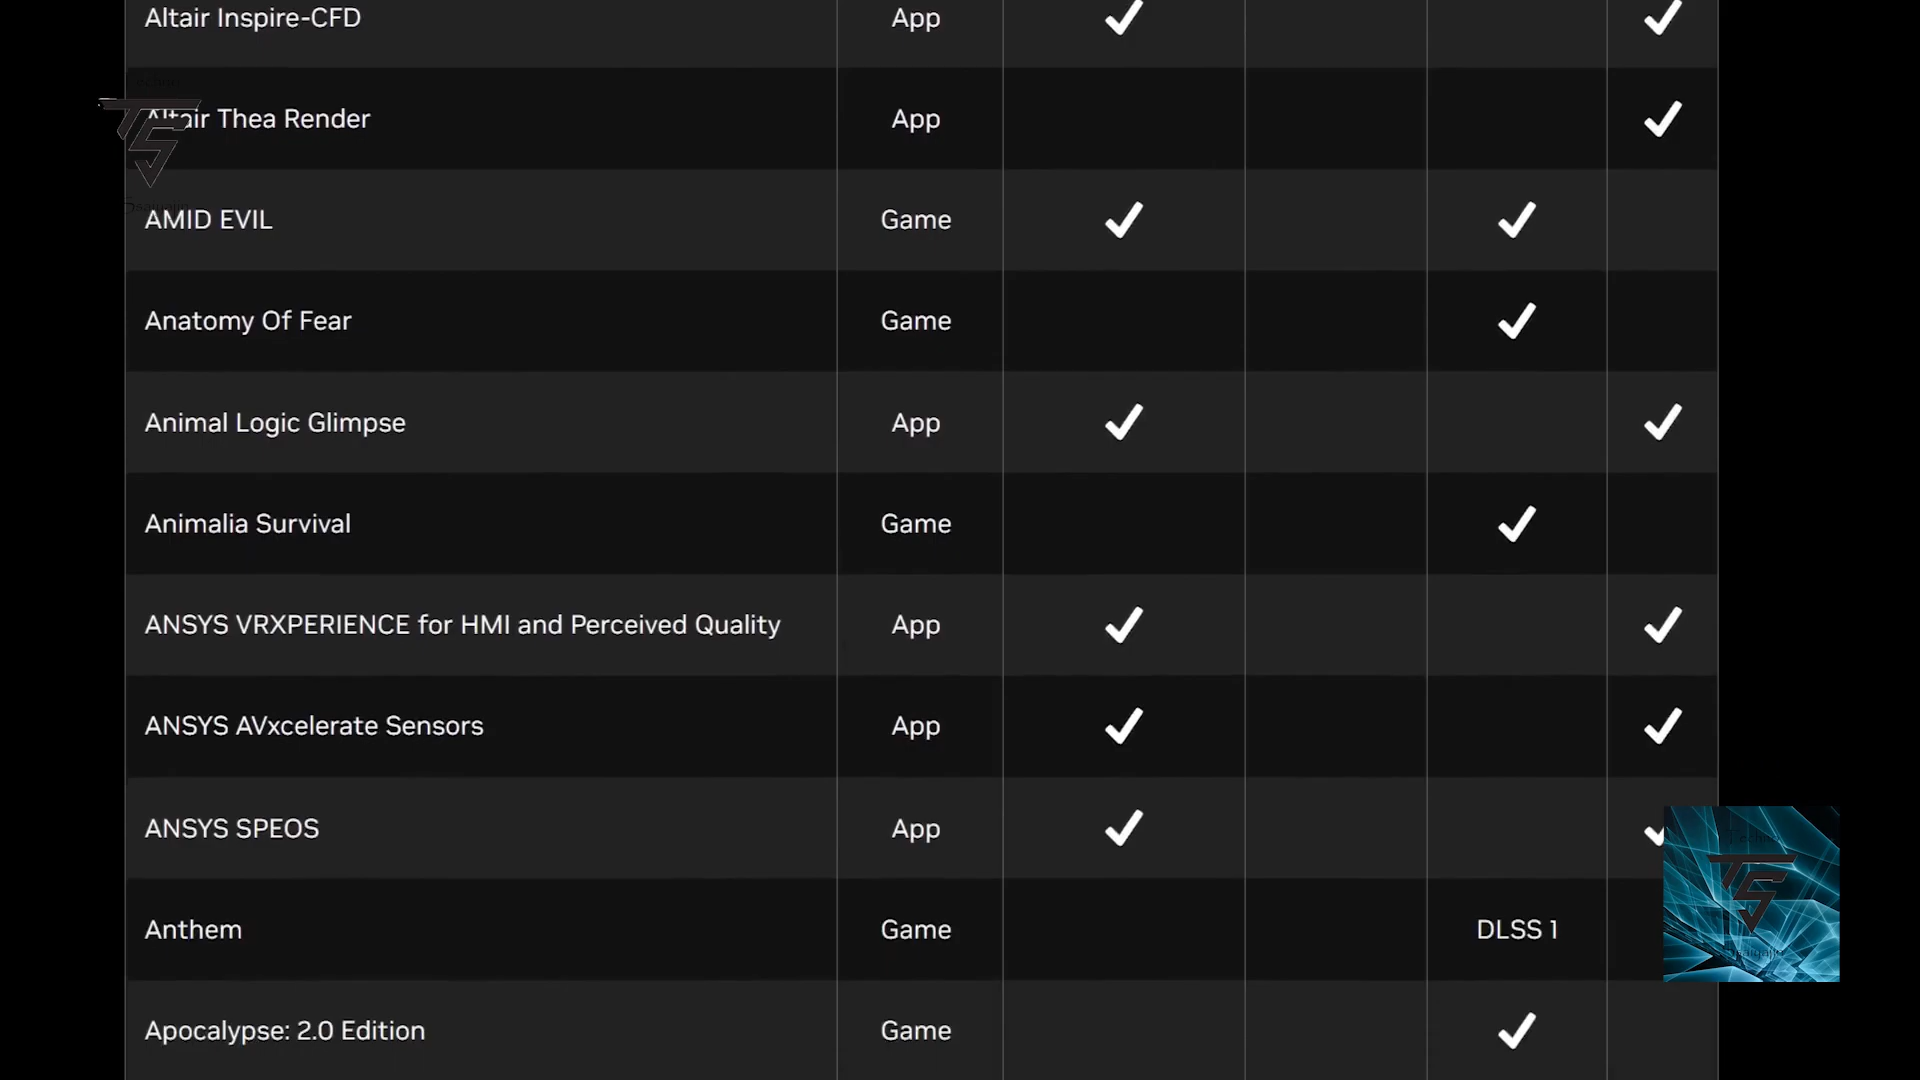 Altair Inspire-CFD App ✓ ✓
Altair Thea Render App ✓
AMID EVIL Game ✓ ✓
Anatomy Of Fear Game ✓
Animal Logic Glimpse App ✓ ✓
Animalia Survival Game ✓
ANSYS VRXPERIENCE for HMI and Perceived Quality App ✓ ✓
ANSYS AVxcelerate Sensors App ✓ ✓
ANSYS SPEOS App ✓ ✓
Anthem Game DLSS 1
Apocalypse: 2.0 Edition Game ✓